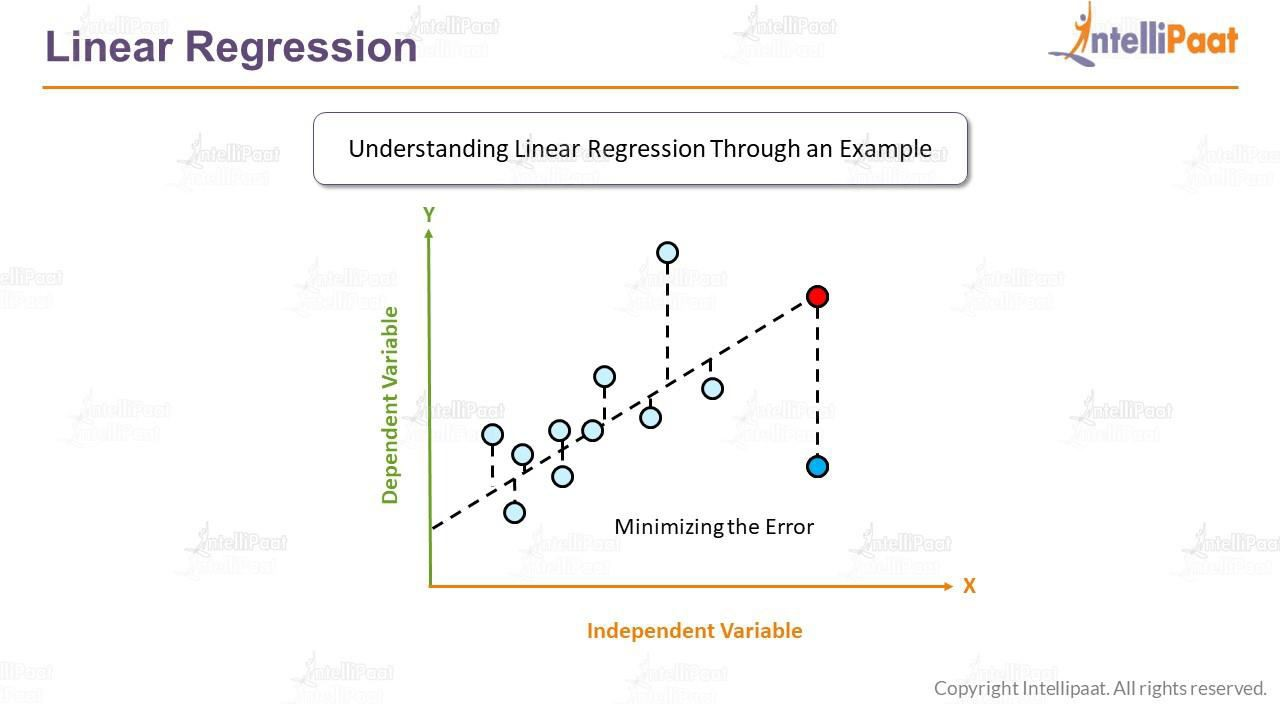 Linear Regression
IntelliPaat
Understanding Linear Regression Through an Example
Y
Dependent Variable
Minimizing the Error
X
Independent Variable
Copyright Intellipaat. All rights reserved.